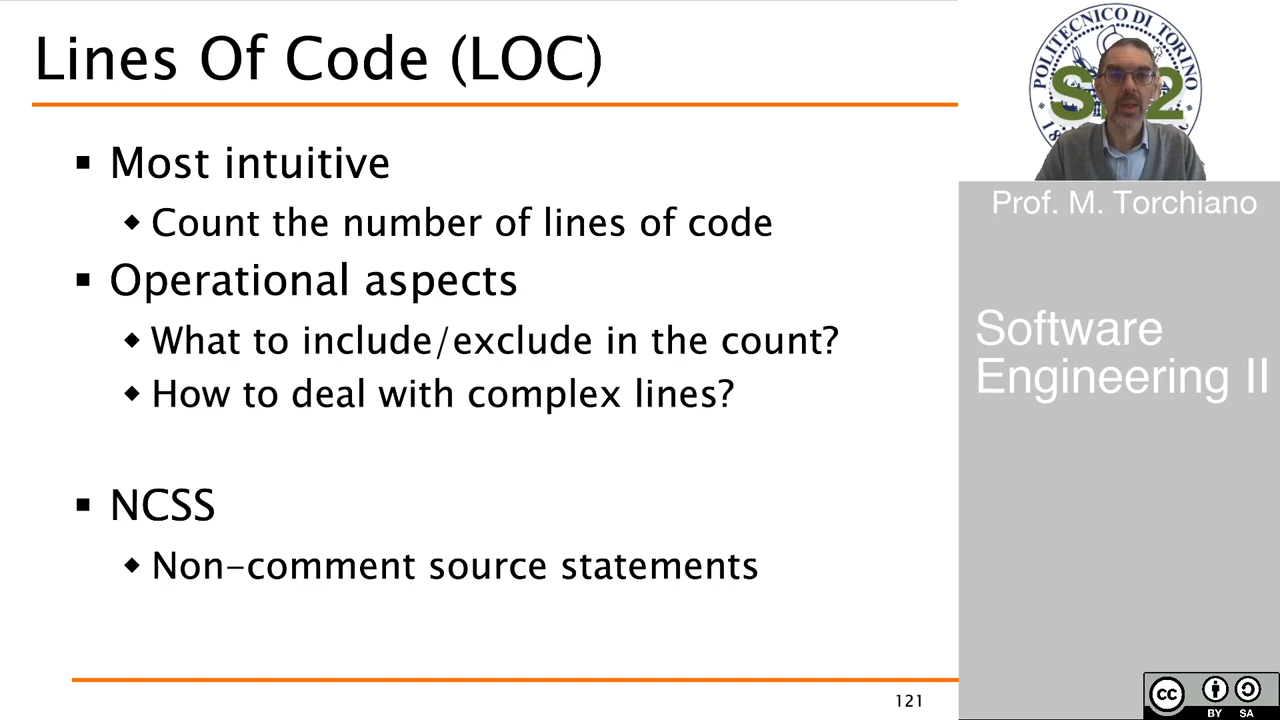 Lines Of Code (LOC)
▪ Most intuitive
◆ Count the number of lines of code
▪ Operational aspects
◆ What to include/exclude in the count?
◆ How to deal with complex lines?
▪ NCSS
◆ Non-comment source statements
121
POLITECNICO DI TORINO
Prof. M. Torchiano
Software
Engineering II
cc
BY SA